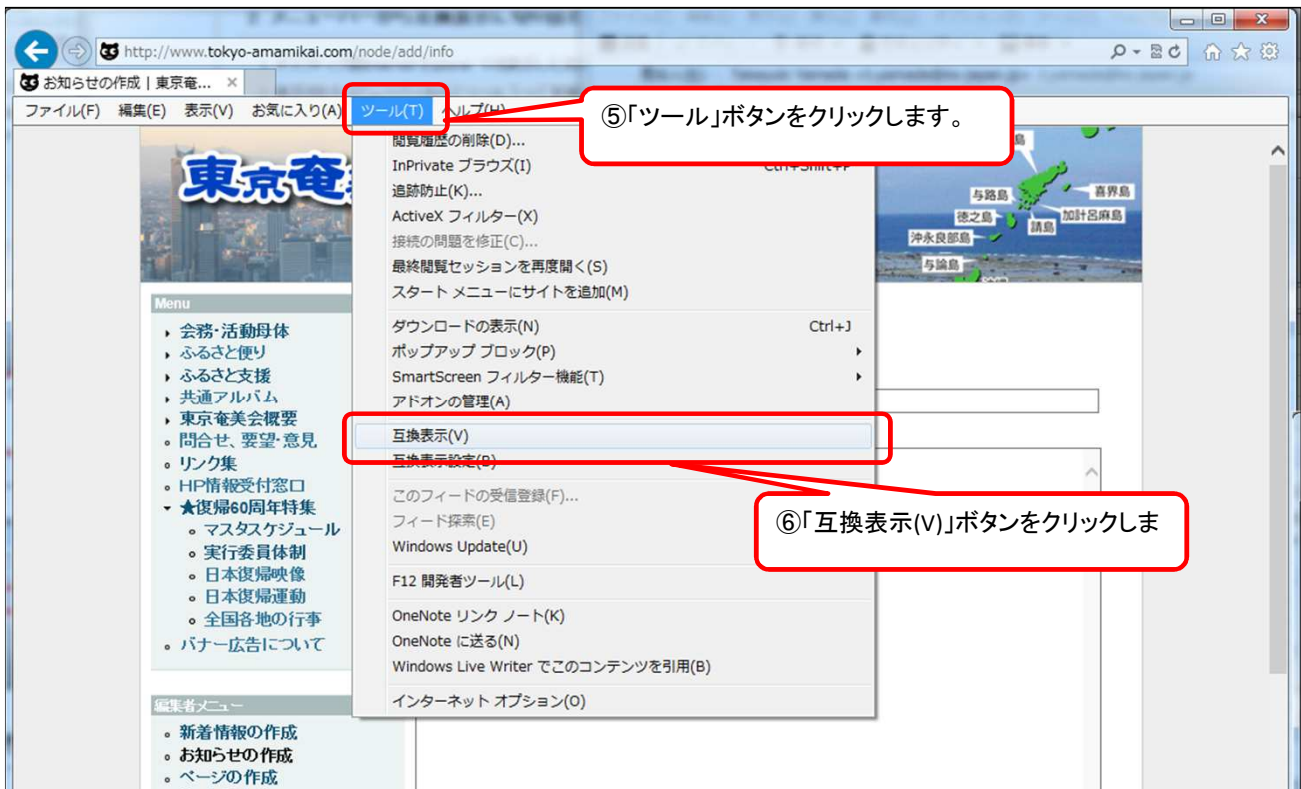 http://www.tokyo-amamikai.com/node/add/info
お知らせの作成 | 東京奄... ×
ファイル(F) 編集(E) 表示(V) お気に入り(A) ツール(T) ヘルプ(H)
⑤「ツール」ボタンをクリックします。
東京奄
与路島
喜界島
徳之島
請島
加計呂麻島
沖永良部島
与論島
閲覧履歴の削除(D)...
InPrivate ブラウズ(I) Ctrl+Shift+P
追跡防止(K)...
ActiveX フィルター(X)
接続の問題を修正(C)...
最終閲覧セッションを再度開く(S)
スタート メニューにサイトを追加(M)
ダウンロードの表示(N) Ctrl+J
ポップアップ ブロック(P)
SmartScreen フィルター機能(T)
アドオンの管理(A)
互換表示(V)
互換表示設定(B)
このフィードの受信登録(F)...
フィード探索(E)
Windows Update(U)
F12 開発者ツール(L)
OneNote リンク ノート(K)
OneNote に送る(N)
Windows Live Writer でこのコンテンツを引用(B)
インターネット オプション(O)
⑥「互換表示(V)」ボタンをクリックしま
Menu
会務・活動母体
ふるさと便り
ふるさと支援
共通アルバム
東京奄美会概要
問合せ、要望・意見
リンク集
HP情報受付窓口
★復帰60周年特集
マスタスケジュール
実行委員体制
日本復帰映像
日本復帰運動
全国各地の行事
バナー広告について
編集者メニュー
新着情報の作成
お知らせの作成
ページの作成